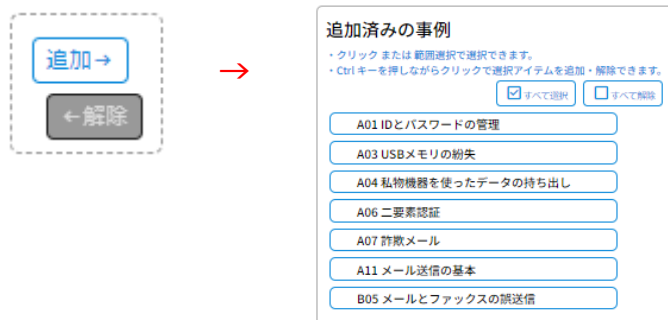 追加→
←解除
→
追加済みの事例
・クリック または 範囲選択で選択できます。
・Ctrl キーを押しながらクリックで選択アイテムを追加・解除できます。
すべて選択 すべて解除
A01 IDとパスワードの管理
A03 USBメモリの紛失
A04 私物機器を使ったデータの持ち出し
A06 二要素認証
A07 詐欺メール
A11 メール送信の基本
B05 メールとファックスの誤送信